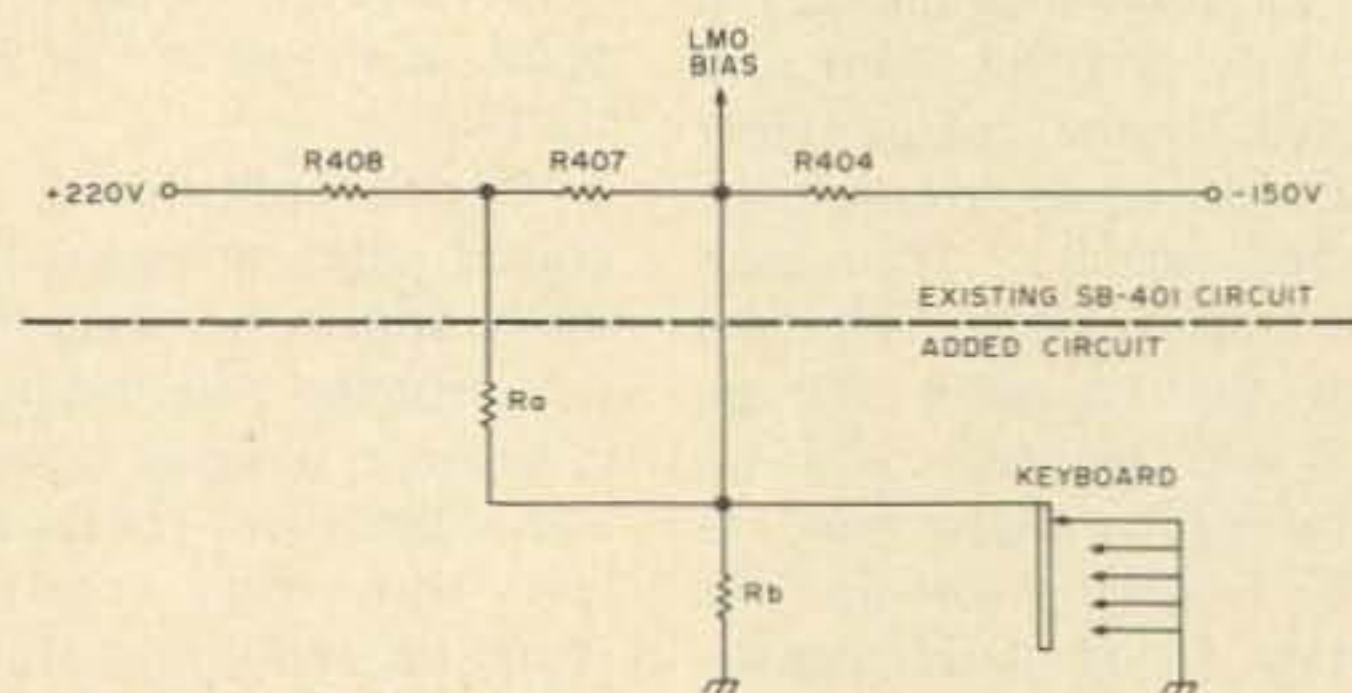 LMO
BIAS
R408
R407
R404
+220V
-150V
EXISTING SB-401 CIRCUIT
ADDED CIRCUIT
Ra
KEYBOARD
Rb